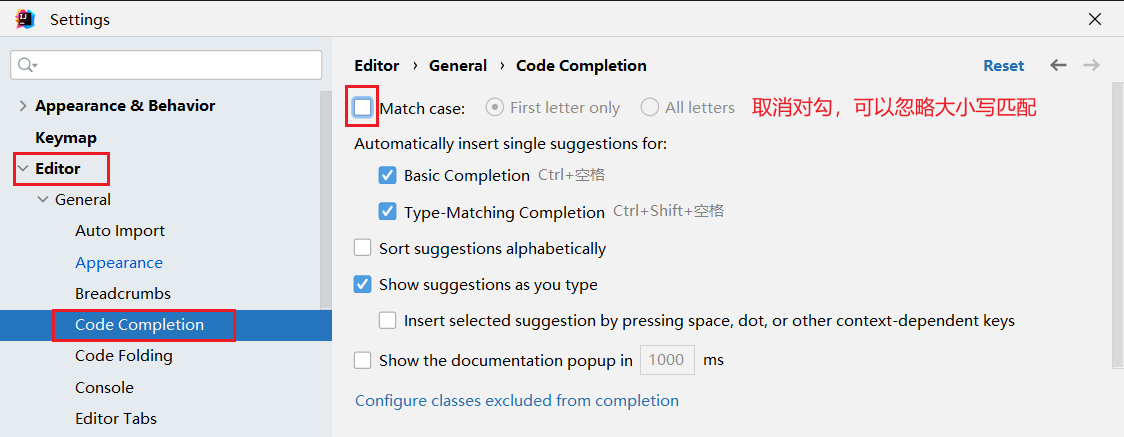 Settings
Appearance & Behavior
Keymap
Editor
General
Auto Import
Appearance
Breadcrumbs
Code Completion
Code Folding
Console
Editor Tabs
Editor › General › Code Completion Reset
Match case: First letter only All letters 取消对勾，可以忽略大小写匹配
Automatically insert single suggestions for:
Basic Completion Ctrl+空格
Type-Matching Completion Ctrl+Shift+空格
Sort suggestions alphabetically
Show suggestions as you type
Insert selected suggestion by pressing space, dot, or other context-dependent keys
Show the documentation popup in 1000 ms
Configure classes excluded from completion